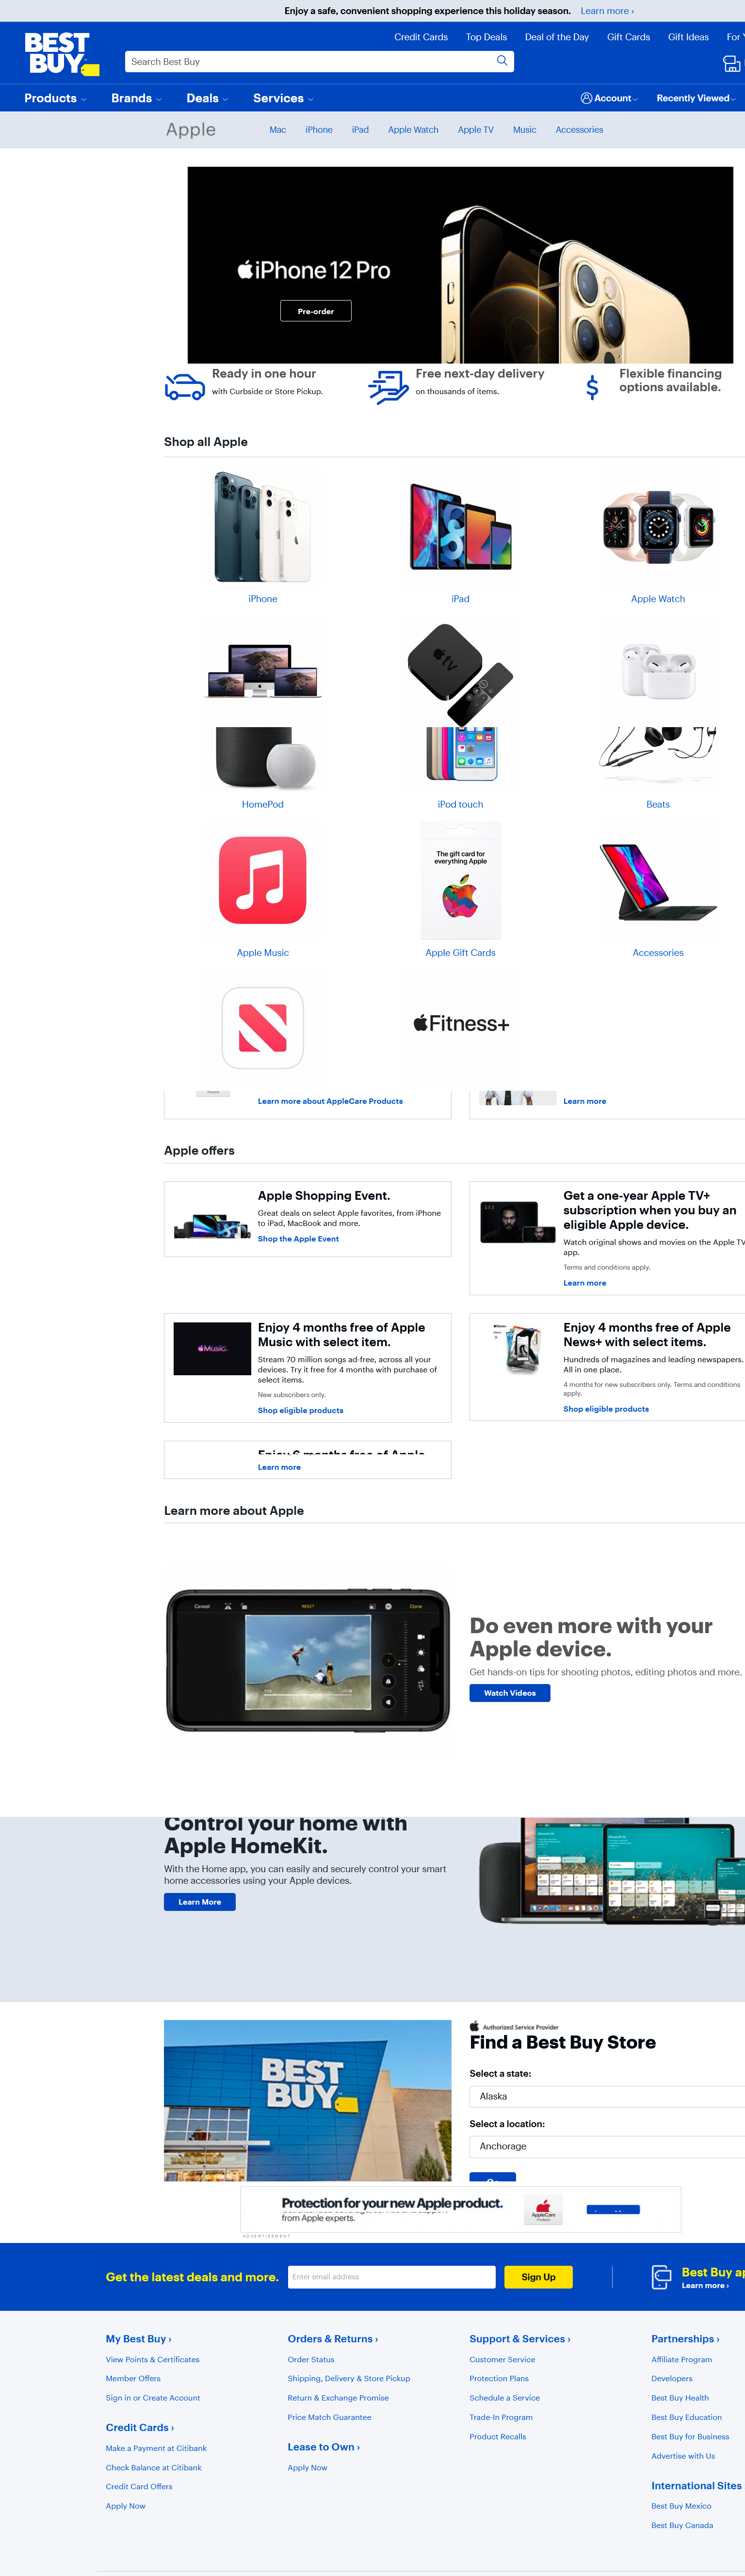 Enjoy a safe, convenient shopping experience this holiday season. Learn more ›
BEST BUY
Credit Cards Top Deals Deal of the Day Gift Cards Gift Ideas For
Search Best Buy
Products Brands Deals Services Account Recently Viewed
Apple Mac iPhone iPad Apple Watch Apple TV Music Accessories
iPhone 12 Pro
Pre-order
Ready in one hour
with Curbside or Store Pickup.
Free next-day delivery
on thousands of items.
Flexible financing
options available.
Shop all Apple
iPhone iPad Apple Watch
tv
HomePod iPod touch Beats
The gift card for
everything Apple
Apple Music Apple Gift Cards Accessories
Fitness+
Learn more about AppleCare Products
Learn more
Apple offers
Apple Shopping Event.
Great deals on select Apple favorites, from iPhone
to iPad, MacBook and more.
Shop the Apple Event
Get a one-year Apple TV+
subscription when you buy an
eligible Apple device.
Watch original shows and movies on the Apple TV
app.
Terms and conditions apply.
Learn more
Music
Enjoy 4 months free of Apple
Music with select item.
Stream 70 million songs ad-free, across all your
devices. Try it free for 4 months with purchase of
select items.
New subscribers only.
Shop eligible products
Enjoy 4 months free of Apple
News+ with select items.
Hundreds of magazines and leading newspapers.
All in one place.
4 months for new subscribers only. Terms and conditions
apply.
Shop eligible products
Enjoy 6 months free of Apple
Learn more
Learn more about Apple
Cancel RESET Done
Do even more with your
Apple device.
Get hands-on tips for shooting photos, editing photos and more.
Watch Videos
Control your home with
Apple HomeKit.
With the Home app, you can easily and securely control your smart
home accessories using your Apple devices.
Learn More
BEST
BUY
Authorized Service Provider
Find a Best Buy Store
Select a state:
Alaska
Select a location:
Anchorage
Go
Protection for your new Apple product.
from Apple experts.
AppleCare
Products
ADVERTISEMENT
Get the latest deals and more. Enter email address Sign Up
Best Buy
Learn more ›
My Best Buy ›
View Points & Certificates
Member Offers
Sign in or Create Account
Credit Cards ›
Make a Payment at Citibank
Check Balance at Citibank
Credit Card Offers
Apply Now
Orders & Returns ›
Order Status
Shipping, Delivery & Store Pickup
Return & Exchange Promise
Price Match Guarantee
Lease to Own ›
Apply Now
Support & Services ›
Customer Service
Protection Plans
Schedule a Service
Trade-In Program
Product Recalls
Partnerships ›
Affiliate Program
Developers
Best Buy Health
Best Buy Education
Best Buy for Business
Advertise with Us
International Sites
Best Buy Mexico
Best Buy Canada